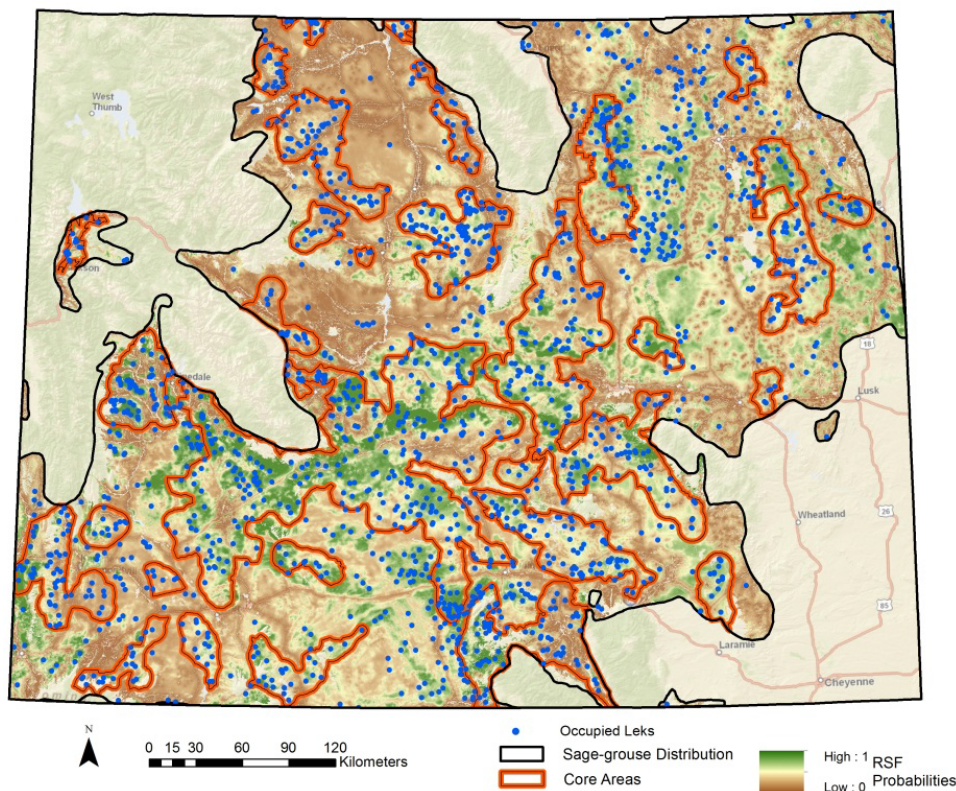 West
Thumb
18
Lusk
Wheatland
26
85
Laramie
Cheyenne
N
0 15 30 60 90 120
Kilometers
Occupied Leks
Sage-grouse Distribution
Core Areas
High : 1
Low : 0
RSF
Probabilities